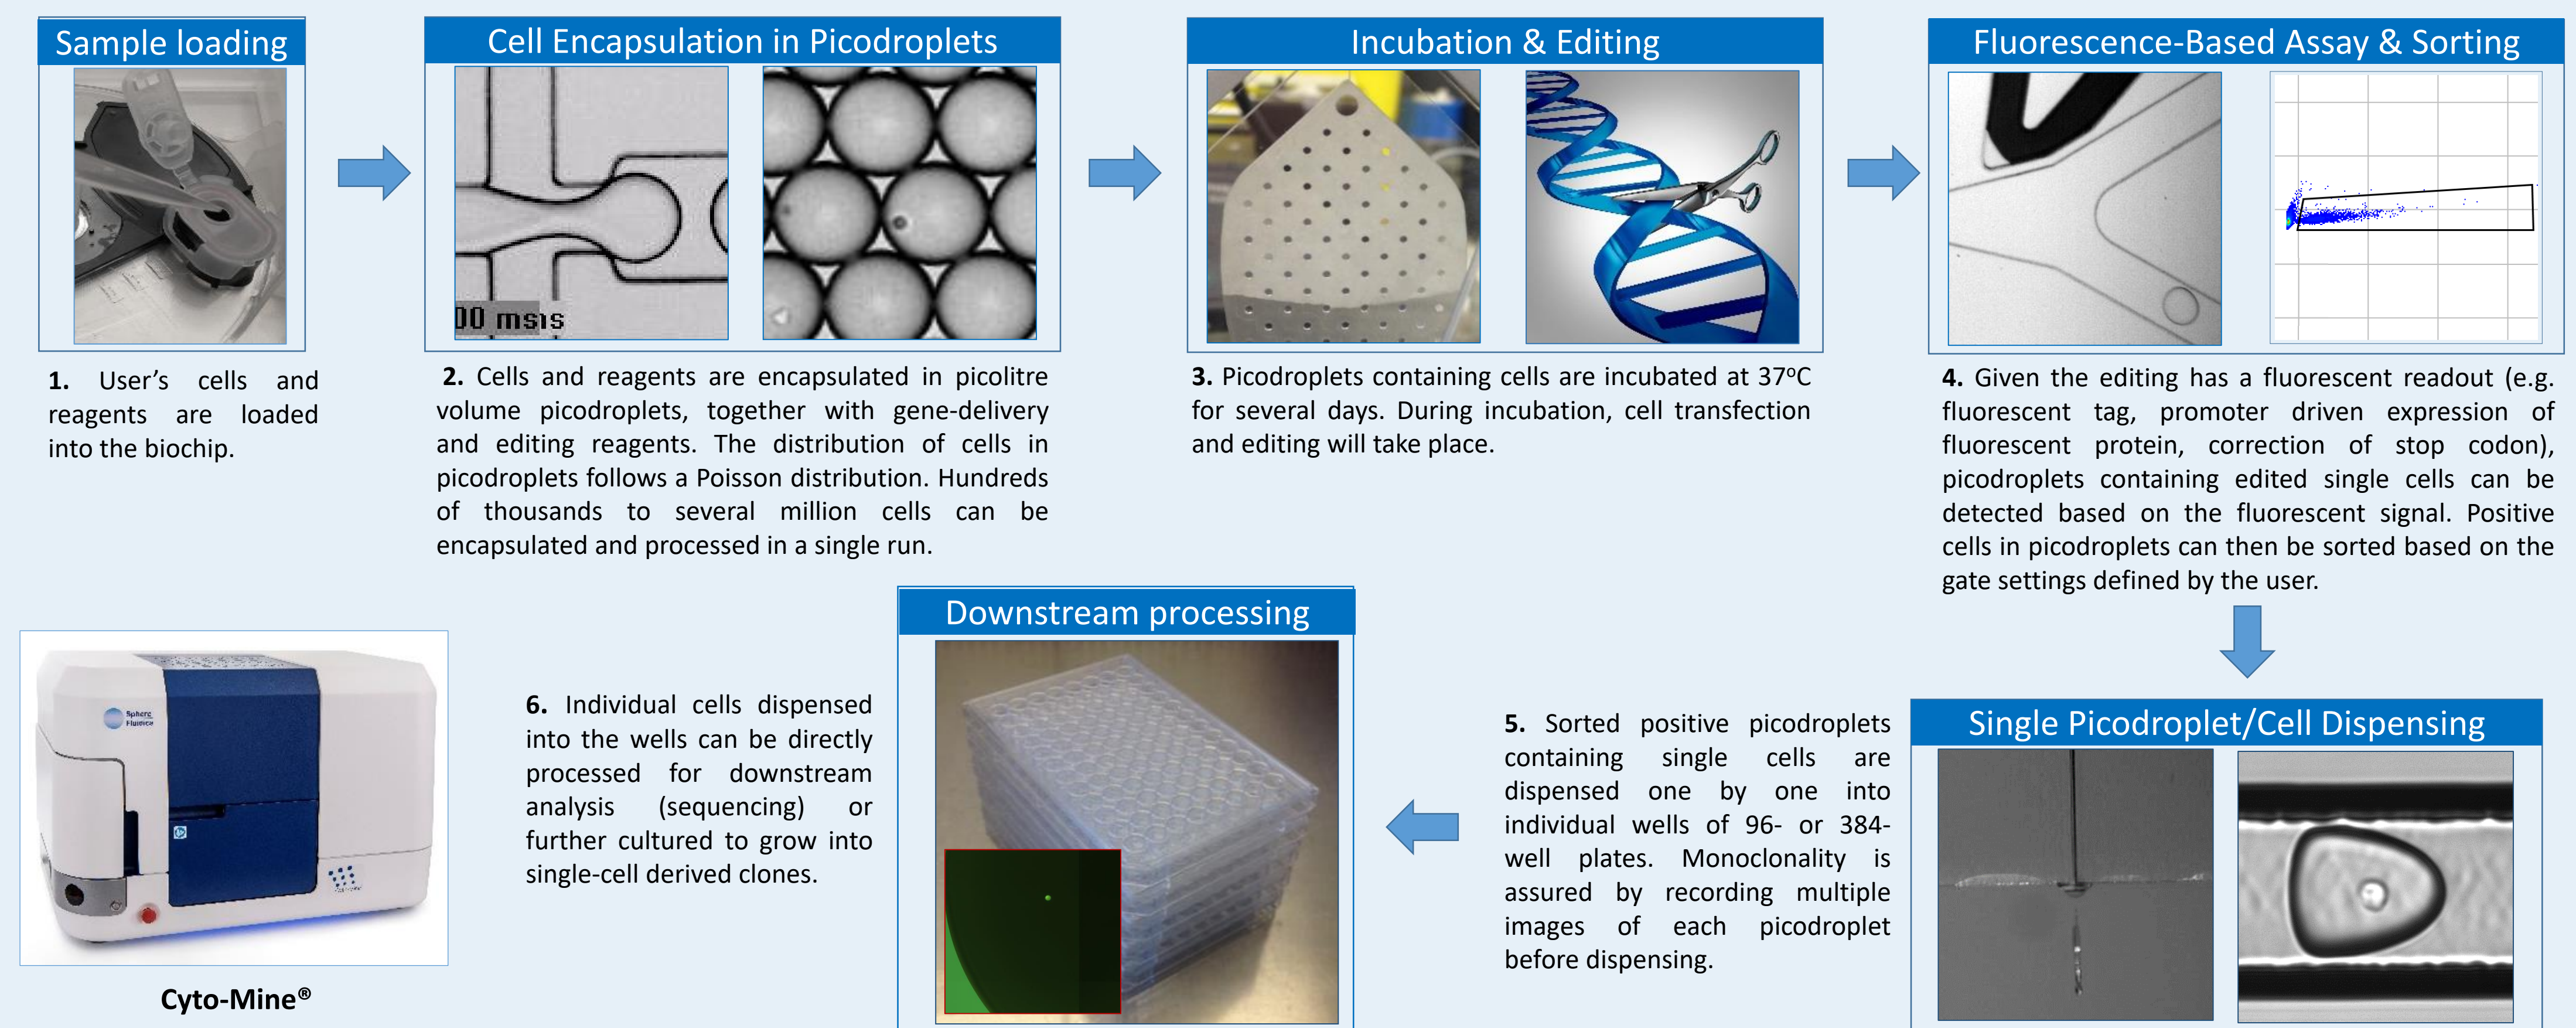 Sample loading
Cell Encapsulation in Picodroplets
Incubation & Editing
Fluorescence-Based Assay & Sorting
00 msis
1. User’s cells and
reagents are loaded
into the biochip.
2. Cells and reagents are encapsulated in picolitre
volume picodroplets, together with gene-delivery
and editing reagents. The distribution of cells in
picodroplets follows a Poisson distribution. Hundreds
of thousands to several million cells can be
encapsulated and processed in a single run.
3. Picodroplets containing cells are incubated at 37ºC
for several days. During incubation, cell transfection
and editing will take place.
4. Given the editing has a fluorescent readout (e.g.
fluorescent tag, promoter driven expression of
fluorescent protein, correction of stop codon),
picodroplets containing edited single cells can be
detected based on the fluorescent signal. Positive
cells in picodroplets can then be sorted based on the
gate settings defined by the user.
Single Picodroplet/Cell Dispensing
5. Sorted positive picodroplets
containing single cells are
dispensed one by one into
individual wells of 96- or 384-
well plates. Monoclonality is
assured by recording multiple
images of each picodroplet
before dispensing.
Downstream processing
6. Individual cells dispensed
into the wells can be directly
processed for downstream
analysis (sequencing) or
further cultured to grow into
single-cell derived clones.
Sphere
Fluidics
Cyto-Mine®